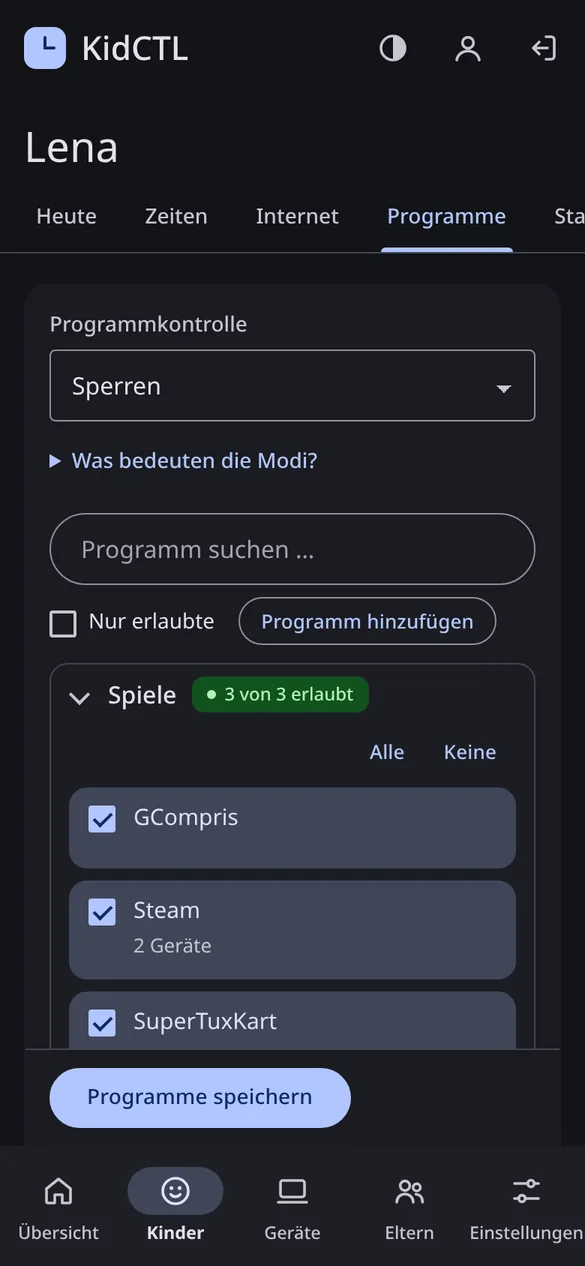 KidCTL
Lena
Heute Zeiten Internet Programme Sta
Programmkontrolle
Sperren
Was bedeuten die Modi?
Programm suchen ...
Nur erlaubte Programm hinzufügen
Spiele 3 von 3 erlaubt
Alle Keine
GCompris
Steam
2 Geräte
SuperTuxKart
Programme speichern
Übersicht Kinder Geräte Eltern Einstellungen